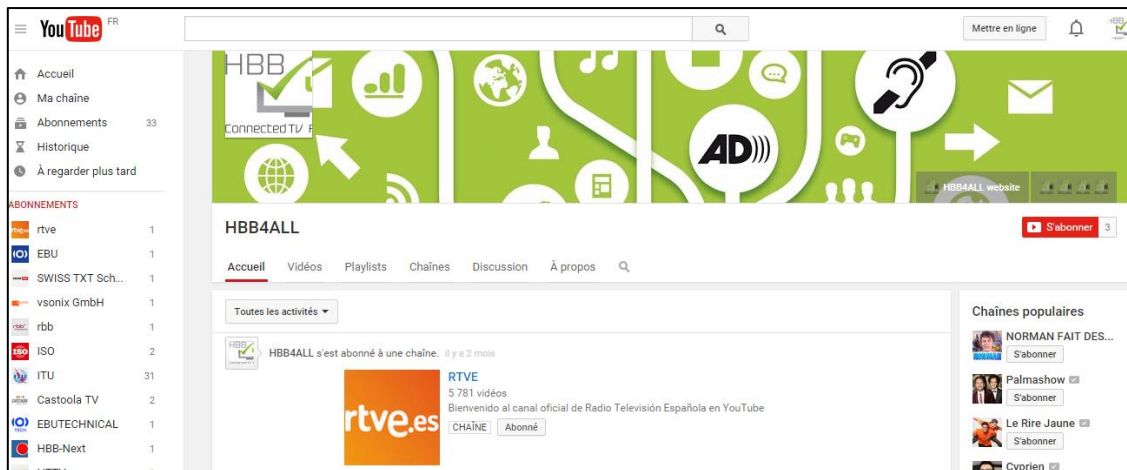 YouTube FR
Mettre en ligne
HBB
Accueil
Ma chaîne
Abonnements 33
Historique
À regarder plus tard
ABONNEMENTS
rtve 1
EBU 1
SWISS TXT Sch... 1
vsonix GmbH 1
rbb 1
ISO 2
ITU 31
Castoola TV 2
EBUTECHNICAL 1
HBB-Next 1
HBB
Connected TV
AD
HBB4ALL website
HBB4ALL
S'abonner 3
Accueil Vidéos Playlists Chaînes Discussion À propos
Toutes les activités
HBB4ALL s'est abonné à une chaîne. il y a 2 mois
rtve.es
RTVE
5 781 vidéos
Bienvenido al canal oficial de Radio Televisión Española en YouTube
CHAÎNE Abonné
Chaînes populaires
NORMAN FAIT DES...
S'abonner
Palmashow
S'abonner
Le Rire Jaune
S'abonner
Cyprien